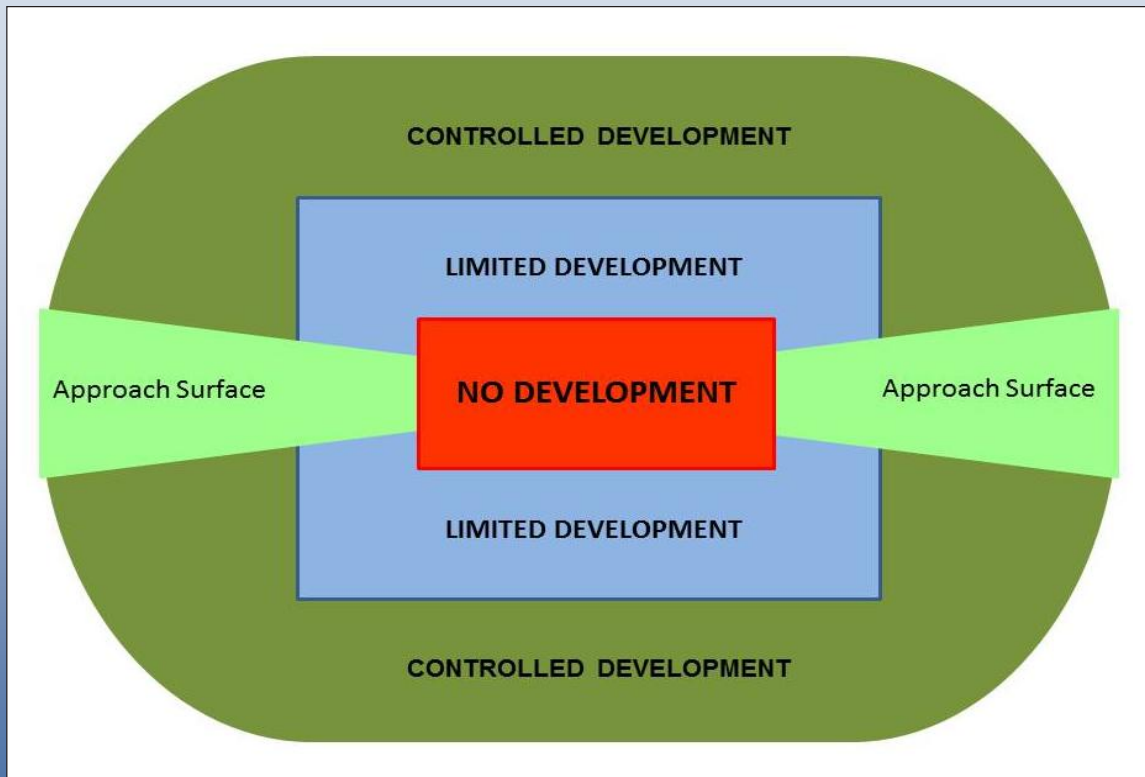 CONTROLLED DEVELOPMENT
LIMITED DEVELOPMENT
Approach Surface
NO DEVELOPMENT
Approach Surface
LIMITED DEVELOPMENT
CONTROLLED DEVELOPMENT